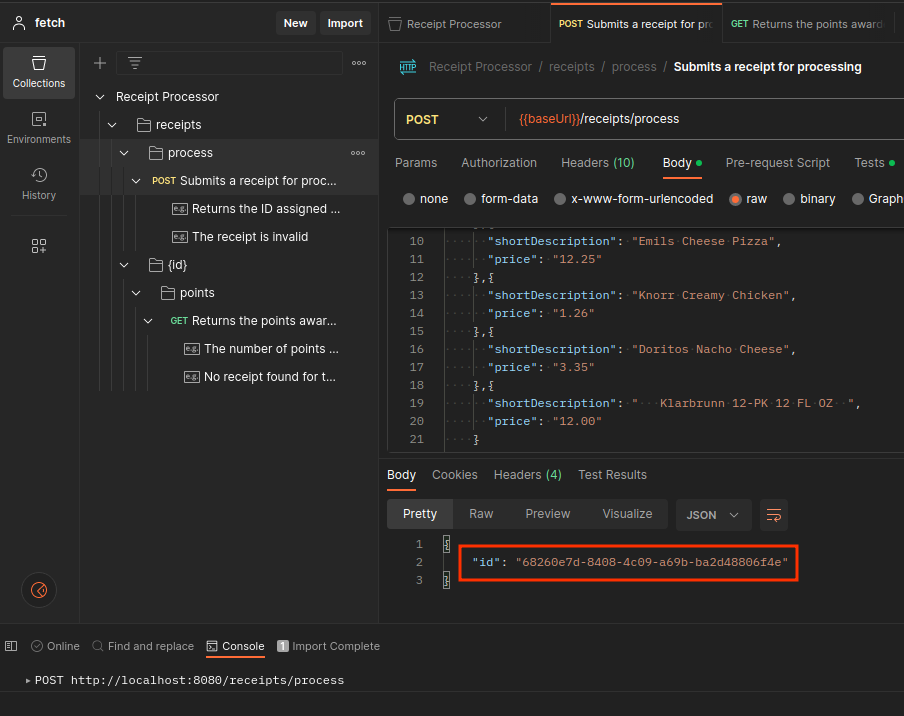 fetch
New
Import
Receipt Processor
POST Submits a receipt for pr
GET Returns the points award
Collections
Environments
History
Receipt Processor
receipts
process
POST Submits a receipt for proc...
e.g. Returns the ID assigned ...
e.g. The receipt is invalid
{id}
points
GET Returns the points awar...
e.g. The number of points ...
e.g. No receipt found for t...
HTTP Receipt Processor / receipts / process / Submits a receipt for processing
POST {{baseUrl}}/receipts/process
Params Authorization Headers (10) Body Pre-request Script Tests
none form-data x-www-form-urlencoded raw binary Graph
10 "shortDescription": "Emils Cheese Pizza",
11 "price": "12.25"
12 },{
13 "shortDescription": "Knorr Creamy Chicken",
14 "price": "1.26"
15 },{
16 "shortDescription": "Doritos Nacho Cheese",
17 "price": "3.35"
18 },{
19 "shortDescription": "   Klarbrunn 12-PK 12 FL OZ  ",
20 "price": "12.00"
21 }
Body Cookies Headers (4) Test Results
Pretty Raw Preview Visualize JSON
1 {
2 "id": "68260e7d-8408-4c09-a69b-ba2d48806f4e"
3 }
Online Find and replace Console 1 Import Complete
POST http://localhost:8080/receipts/process